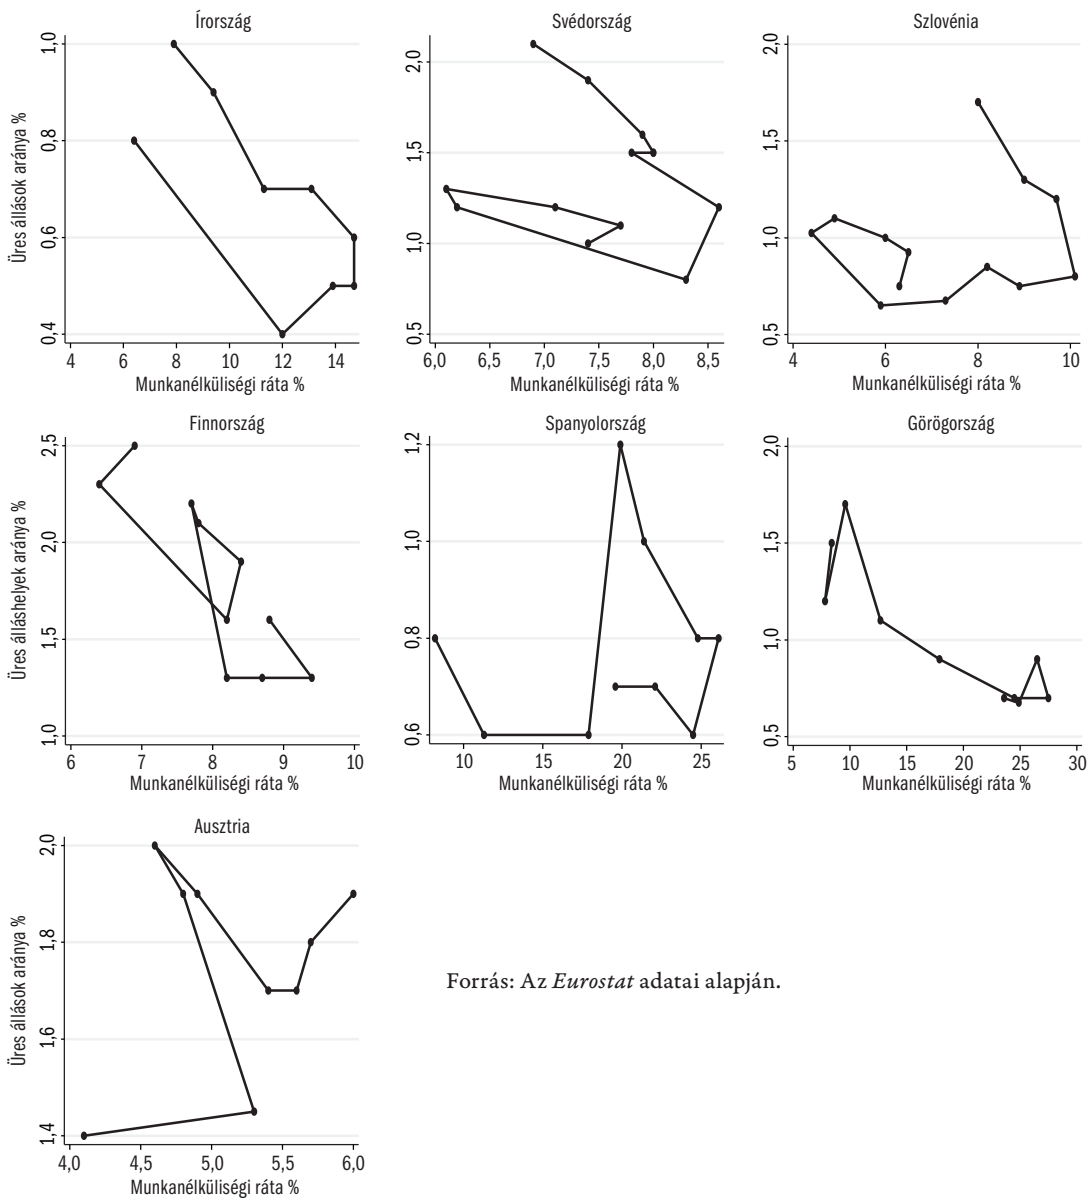 Írország
Üres állások aránya %
1,0
0,8
0,6
0,4
4 6 8 10 12 14
Munkanélküliségi ráta %
Svédország
2,0
1,5
1,0
0,5
6,0 6,5 7,0 7,5 8,0 8,5
Munkanélküliségi ráta %
Szlovénia
2,0
1,5
1,0
0,5
4 6 8 10
Munkanélküliségi ráta %
Finnország
Üres álláshelyek aránya %
2,5
2,0
1,5
1,0
6 7 8 9 10
Munkanélküliségi ráta %
Spanyolország
1,2
1,0
0,8
0,6
10 15 20 25
Munkanélküliségi ráta %
Görögország
2,0
1,5
1,0
0,5
5 10 15 20 25 30
Munkanélküliségi ráta %
Ausztria
Üres állások aránya %
2,0
1,8
1,6
1,4
4,0 4,5 5,0 5,5 6,0
Munkanélküliségi ráta %
Forrás: Az Eurostat adatai alapján.